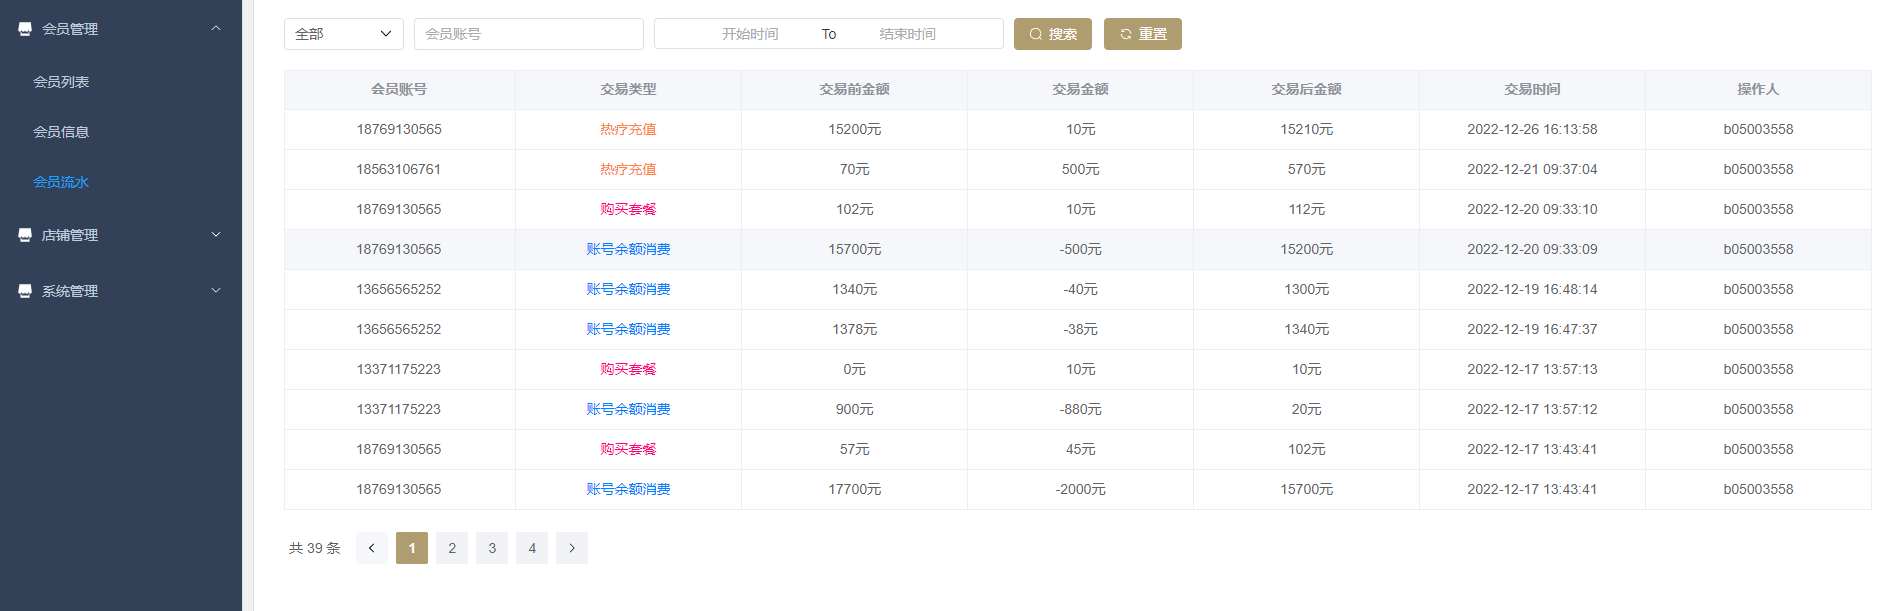 会员管理
会员列表
会员信息
会员流水
店铺管理
系统管理
全部 会员账号 开始时间 To 结束时间 搜索 重置
会员账号 交易类型 交易前金额 交易金额 交易后金额 交易时间 操作人
18769130565 热疗充值 15200元 10元 15210元 2022-12-26 16:13:58 b05003558
18563106761 热疗充值 70元 500元 570元 2022-12-21 09:37:04 b05003558
18769130565 购买套餐 102元 10元 112元 2022-12-20 09:33:10 b05003558
18769130565 账号余额消费 15700元 -500元 15200元 2022-12-20 09:33:09 b05003558
13656565252 账号余额消费 1340元 -40元 1300元 2022-12-19 16:48:14 b05003558
13656565252 账号余额消费 1378元 -38元 1340元 2022-12-19 16:47:37 b05003558
13371175223 购买套餐 0元 10元 10元 2022-12-17 13:57:13 b05003558
13371175223 账号余额消费 900元 -880元 20元 2022-12-17 13:57:12 b05003558
18769130565 购买套餐 57元 45元 102元 2022-12-17 13:43:41 b05003558
18769130565 账号余额消费 17700元 -2000元 15700元 2022-12-17 13:43:41 b05003558
共 39 条 1 2 3 4